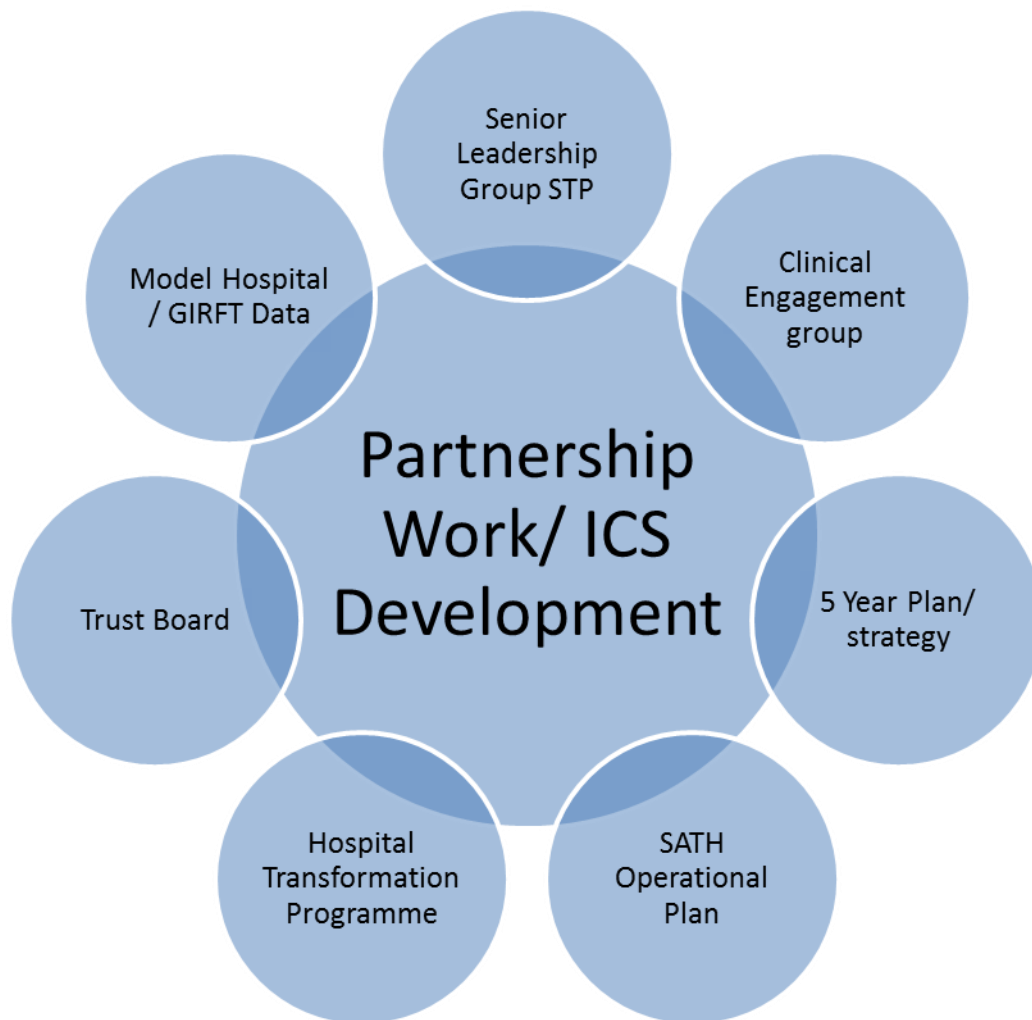 Senior
Leadership
Group STP
Clinical
Engagement
group
5 Year Plan/
strategy
SATH
Operational
Plan
Hospital
Transformation
Programme
Trust Board
Model Hospital
/ GIRFT Data
Partnership
Work/ ICS
Development